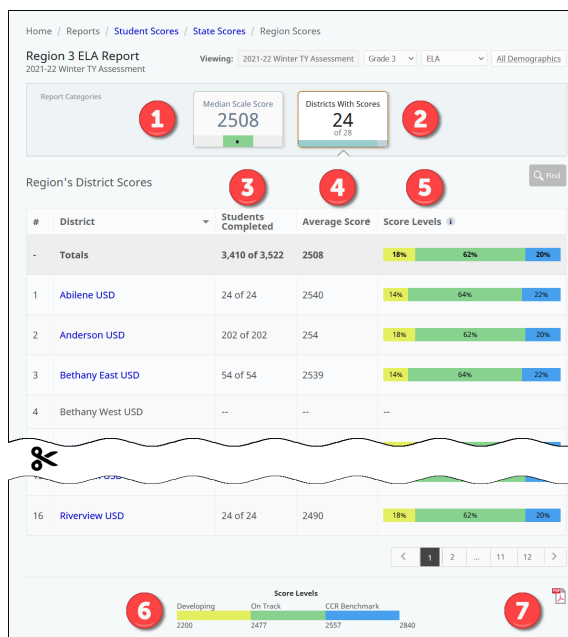 Home / Reports / Student Scores / State Scores / Region Scores
Region 3 ELA Report
2021-22 Winter TY Assessment
Viewing: 2021-22 Winter TY Assessment Grade 3 ELA All Demographics
Report Categories
1
Median Scale Score
2508
Districts With Scores
24
of 28
2
Region's District Scores
3
4
5
Find
# District Students Completed Average Score Score Levels i
- Totals 3,410 of 3,522 2508 18% 62% 20%
1 Abilene USD 24 of 24 2540 14% 64% 22%
2 Anderson USD 202 of 202 254 18% 62% 20%
3 Bethany East USD 54 of 54 2539 14% 64% 22%
4 Bethany West USD -- -- --
16 Riverview USD 24 of 24 2490 18% 62% 20%
< 1 2 ... 11 12 >
Score Levels
6
Developing On Track CCR Benchmark
2200 2477 2557 2840
7
PDF